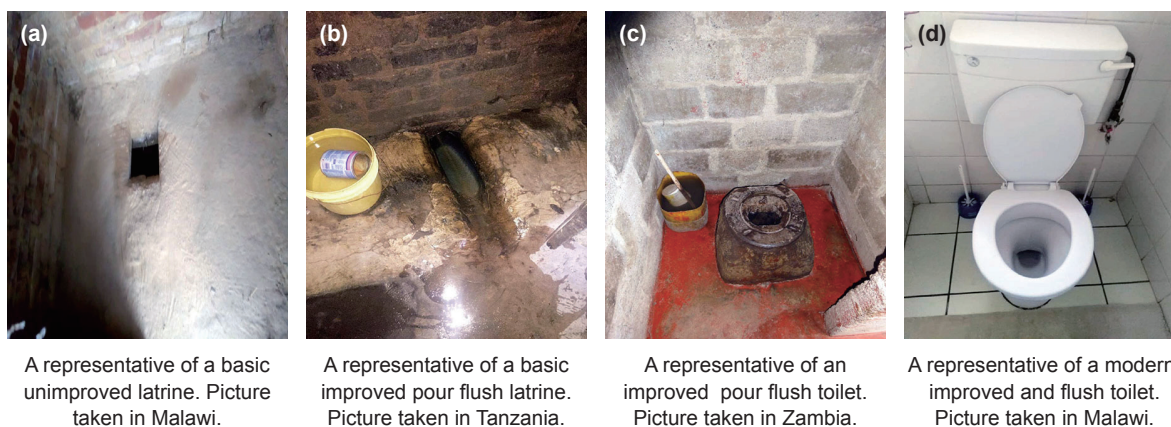 (a)
(b)
(c)
(d)
A representative of a basic
unimproved latrine. Picture
taken in Malawi.
A representative of a basic
improved pour flush latrine.
Picture taken in Tanzania.
A representative of an
improved pour flush toilet.
Picture taken in Zambia.
A representative of a modern
improved and flush toilet.
Picture taken in Malawi.